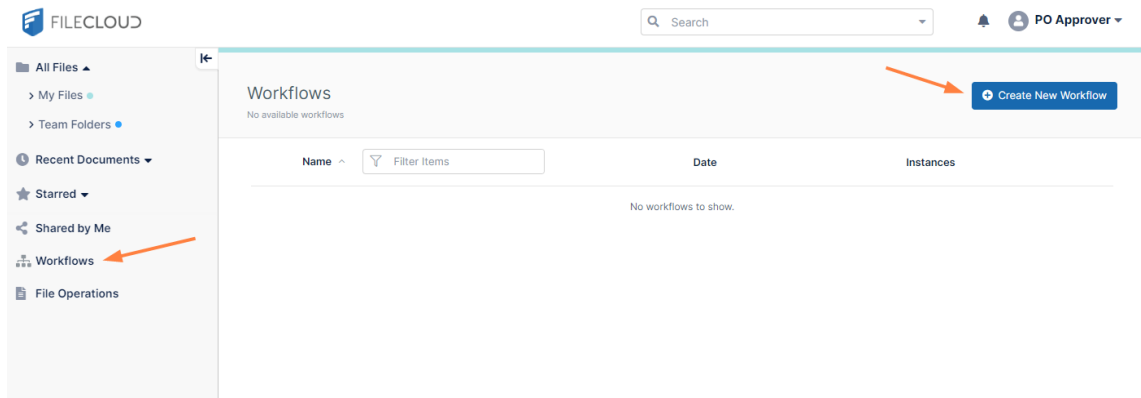 FILECLOUD
Search
PO Approver
All Files
My Files
Team Folders
Recent Documents
Starred
Shared by Me
Workflows
File Operations
Workflows
No available workflows
Create New Workflow
Name
Filter Items
Date
Instances
No workflows to show.